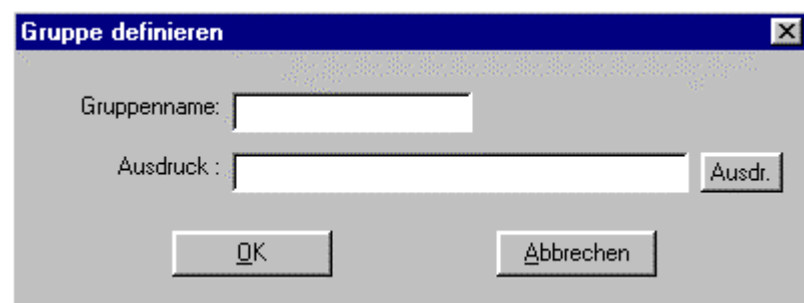 Gruppe definieren
Gruppenname:
Ausdruck :
Ausdr.
OK
Abbrechen